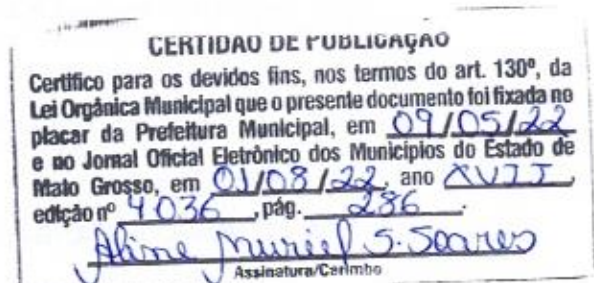 CERTIDÃO DE PUBLICAÇÃO
Certifico para os devidos fins, nos termos do art. 130º, da
Lei Orgânica Municipal que o presente documento foi fixada no
placar da Prefeitura Municipal, em 09/05/22
e no Jornal Oficial Eletrônico dos Municipios do Estado de
Mato Grosso, em 01/08/22, ano XVII,
edição nº 4036, pág. 286.
Aline Muriel S. Soares
Assinatura/Carimbo